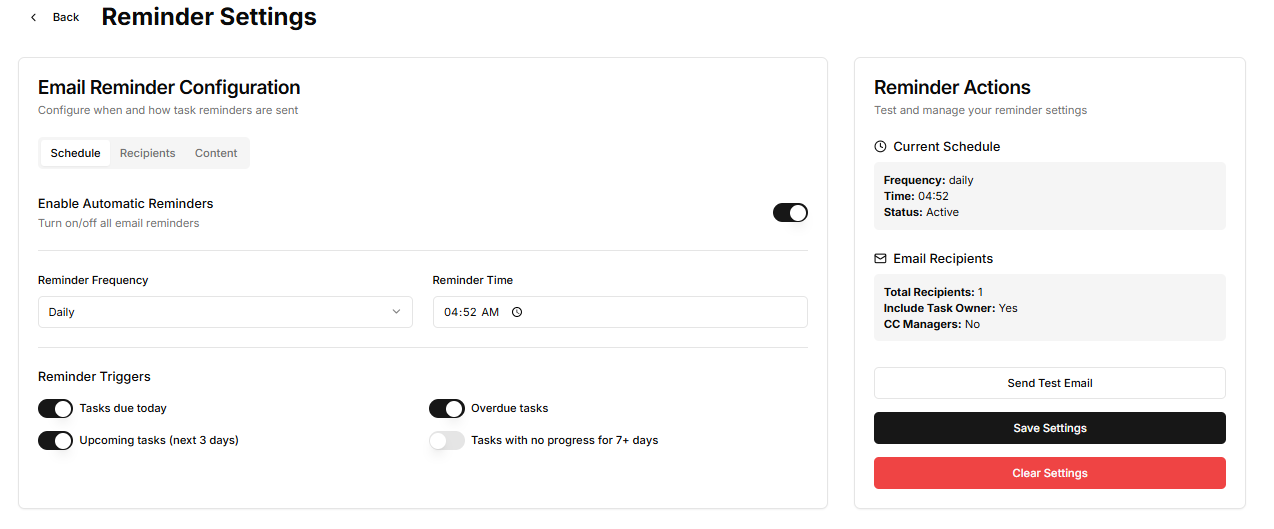 Back
Reminder Settings
Email Reminder Configuration
Configure when and how task reminders are sent
Schedule Recipients Content
Enable Automatic Reminders
Turn on/off all email reminders
Reminder Frequency Reminder Time
Daily 04:52 AM
Reminder Triggers
Tasks due today Overdue tasks
Upcoming tasks (next 3 days) Tasks with no progress for 7+ days
Reminder Actions
Test and manage your reminder settings
Current Schedule
Frequency: daily
Time: 04:52
Status: Active
Email Recipients
Total Recipients: 1
Include Task Owner: Yes
CC Managers: No
Send Test Email
Save Settings
Clear Settings